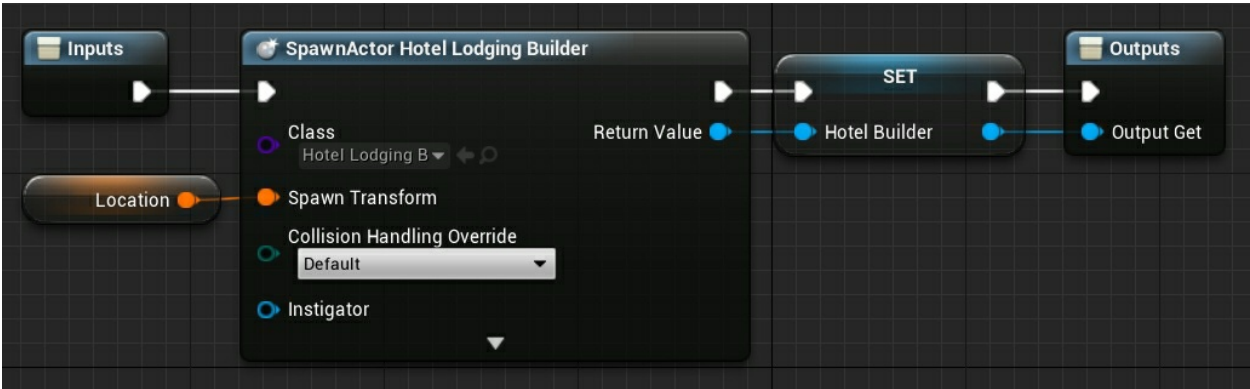 Inputs
SpawnActor Hotel Lodging Builder
SET
Outputs
Class
Hotel Lodging B
Return Value
Hotel Builder
Output Get
Location
Spawn Transform
Collision Handling Override
Default
Instigator